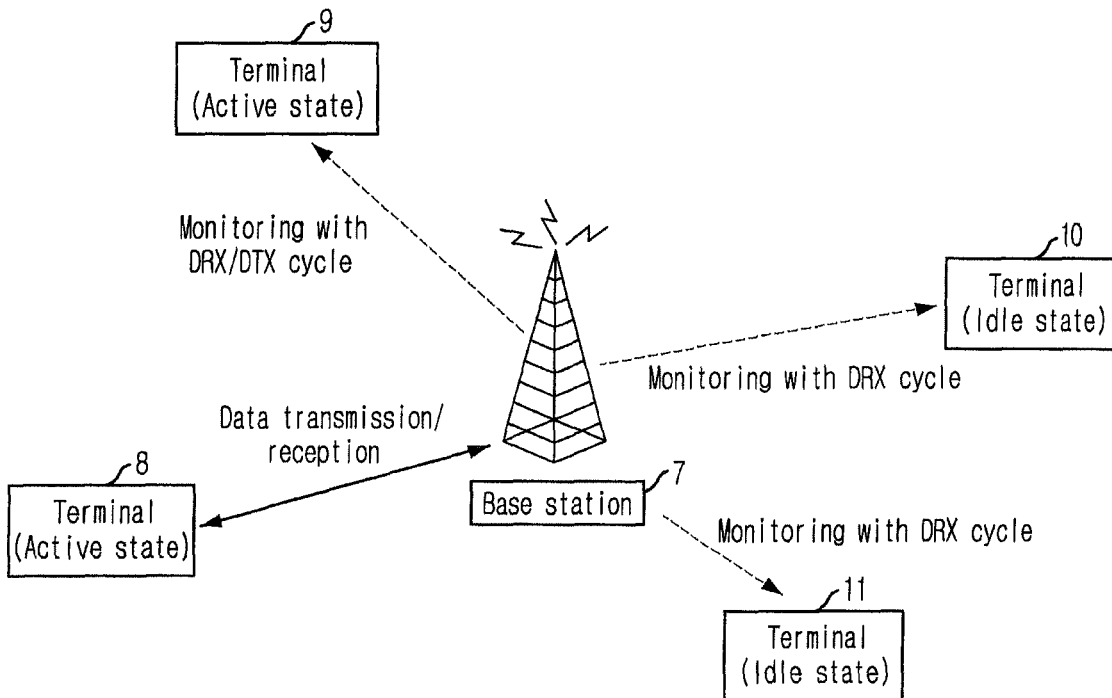 9
Terminal
(Active state)
Monitoring with
DRX/DTX cycle
10
Terminal
(Idle state)
Monitoring with DRX cycle
Data transmission/
reception
8
Terminal
(Active state)
7
Base station
Monitoring with DRX cycle
11
Terminal
(Idle state)